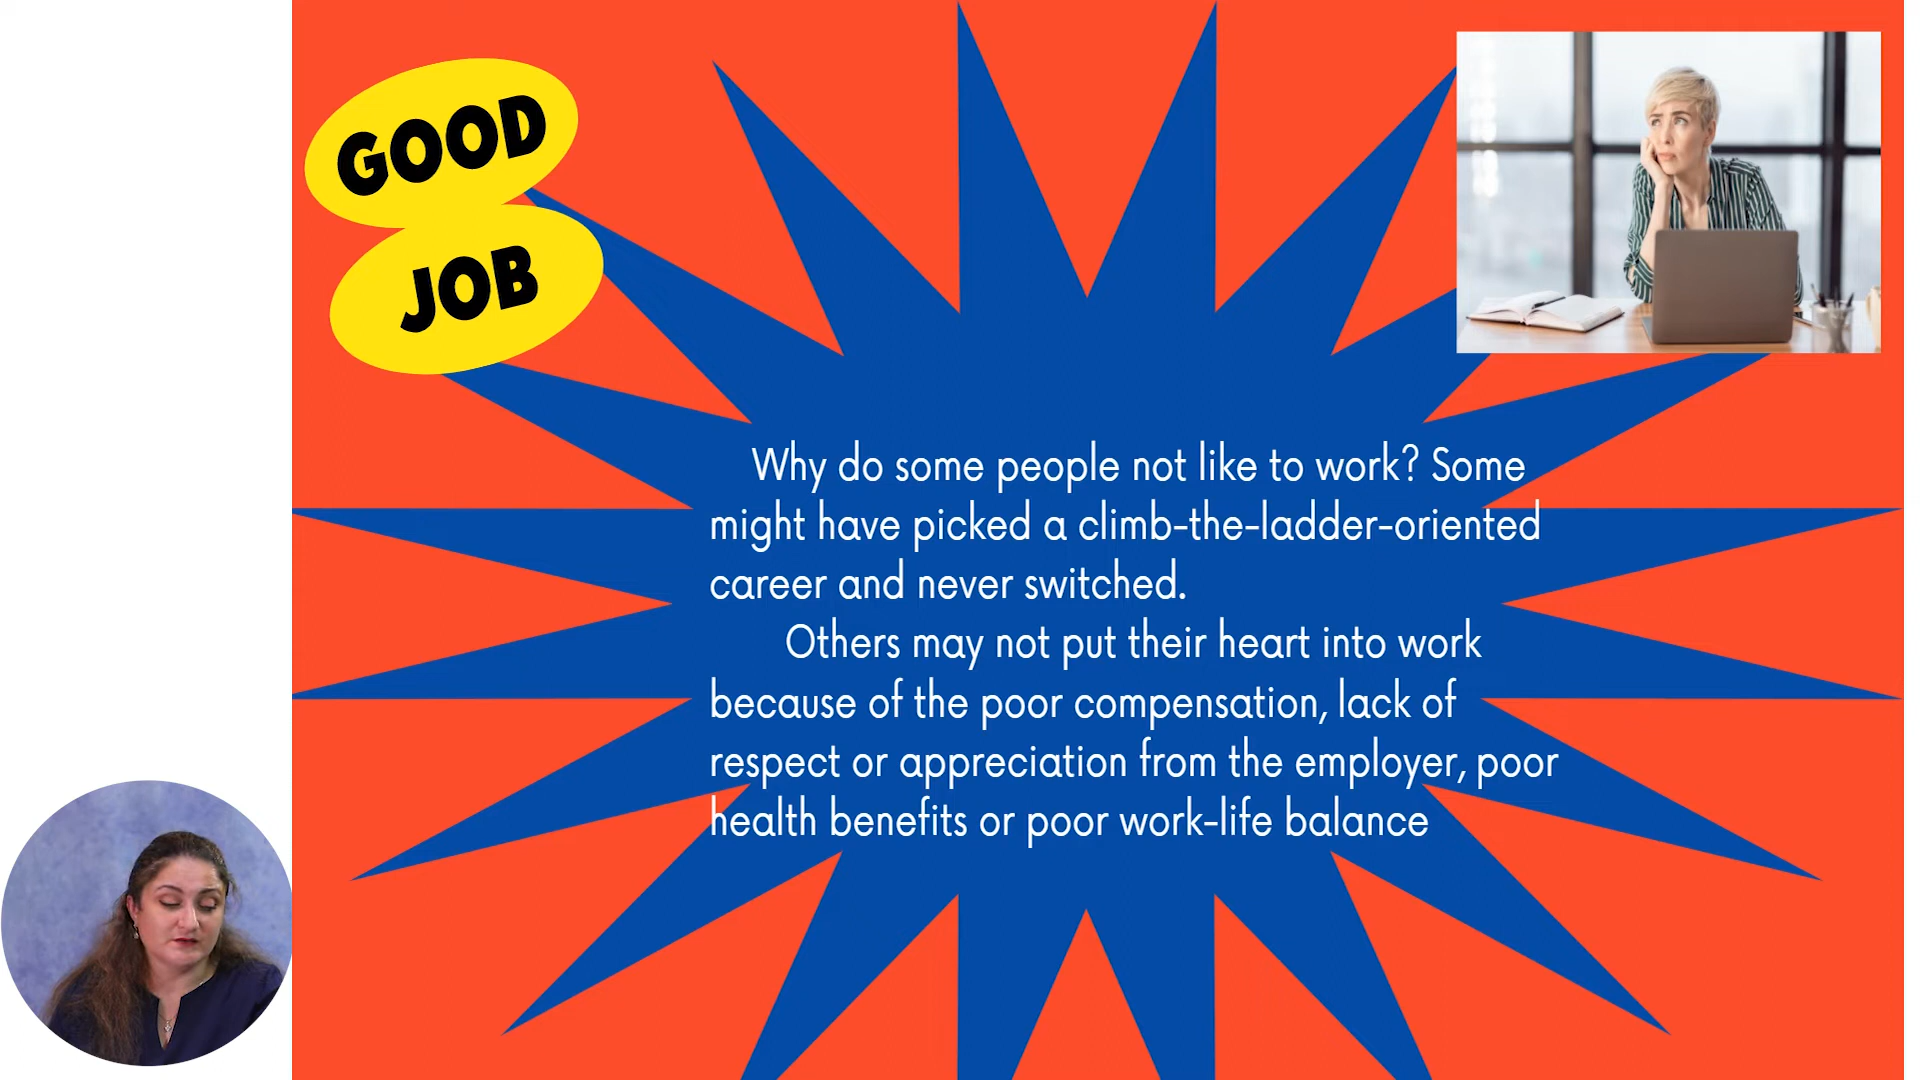 GOOD
JOB
Why do some people not like to work? Some
might have picked a climb-the-ladder-oriented
career and never switched.
Others may not put their heart into work
because of the poor compensation, lack of
respect or appreciation from the employer, poor
health benefits or poor work-life balance